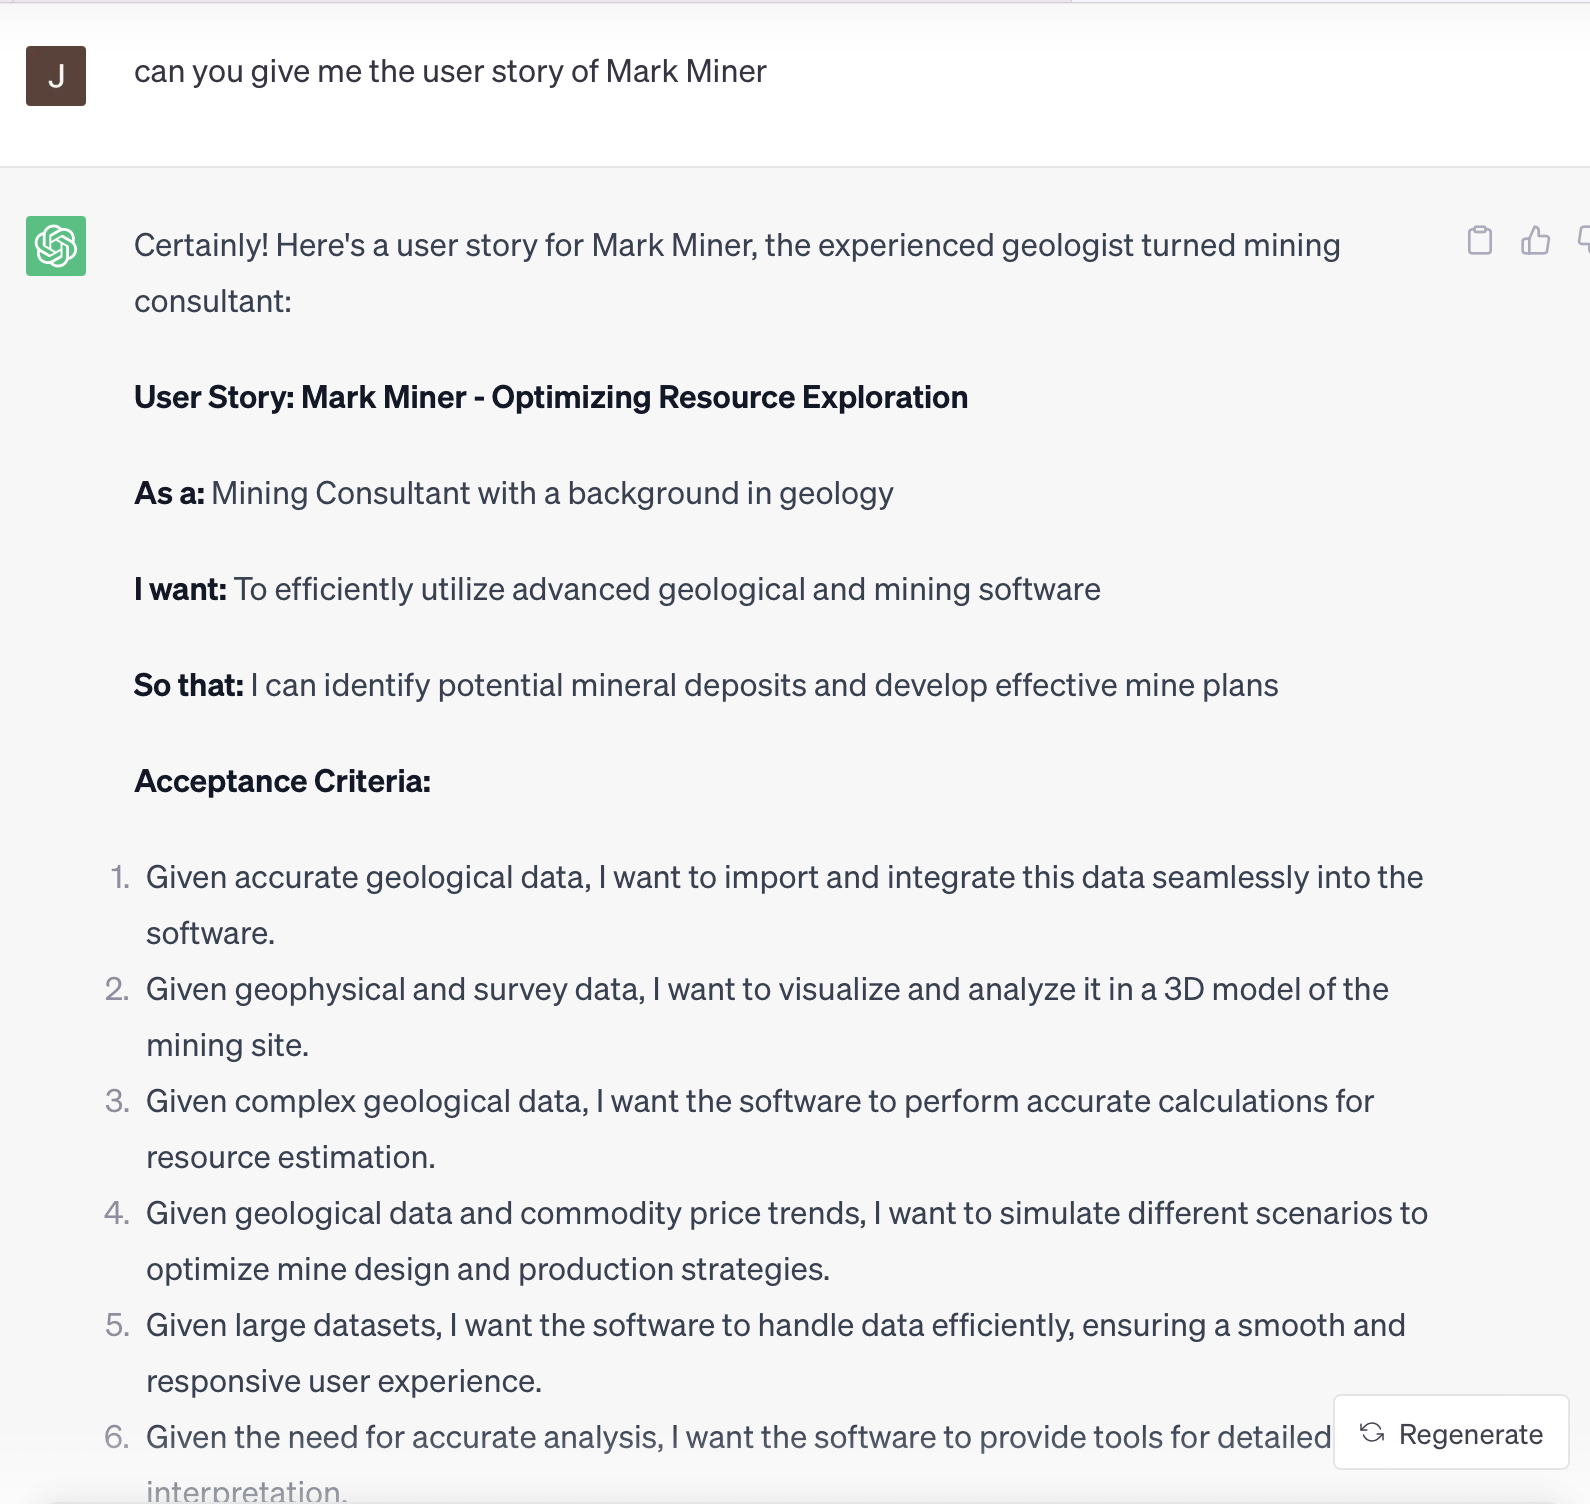 J
can you give me the user story of Mark Miner
Certainly! Here's a user story for Mark Miner, the experienced geologist turned mining
consultant:
User Story: Mark Miner - Optimizing Resource Exploration
As a: Mining Consultant with a background in geology
I want: To efficiently utilize advanced geological and mining software
So that: I can identify potential mineral deposits and develop effective mine plans
Acceptance Criteria:
1. Given accurate geological data, I want to import and integrate this data seamlessly into the
software.
2. Given geophysical and survey data, I want to visualize and analyze it in a 3D model of the
mining site.
3. Given complex geological data, I want the software to perform accurate calculations for
resource estimation.
4. Given geological data and commodity price trends, I want to simulate different scenarios to
optimize mine design and production strategies.
5. Given large datasets, I want the software to handle data efficiently, ensuring a smooth and
responsive user experience.
6. Given the need for accurate analysis, I want the software to provide tools for detailed
interpretation.
Regenerate